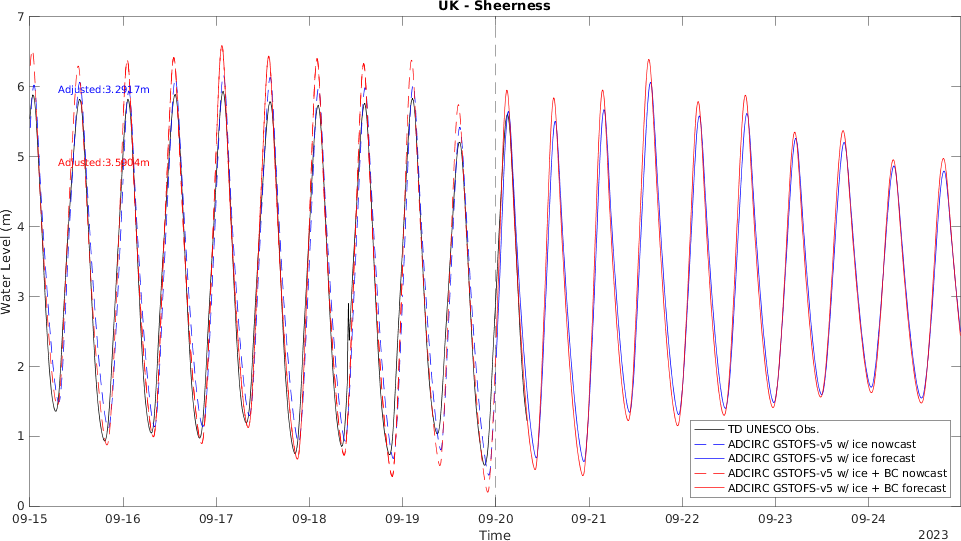 UK - Sheerness
7
6
5
4
3
2
1
0
Water Level (m)
Adjusted:3.2917m
Adjusted:3.5904m
TD UNESCO Obs.
ADCIRC GSTOFS-v5 w/ ice nowcast
ADCIRC GSTOFS-v5 w/ ice forecast
ADCIRC GSTOFS-v5 w/ ice + BC nowcast
ADCIRC GSTOFS-v5 w/ ice + BC forecast
09-15 09-16 09-17 09-18 09-19 09-20 09-21 09-22 09-23 09-24
Time
2023